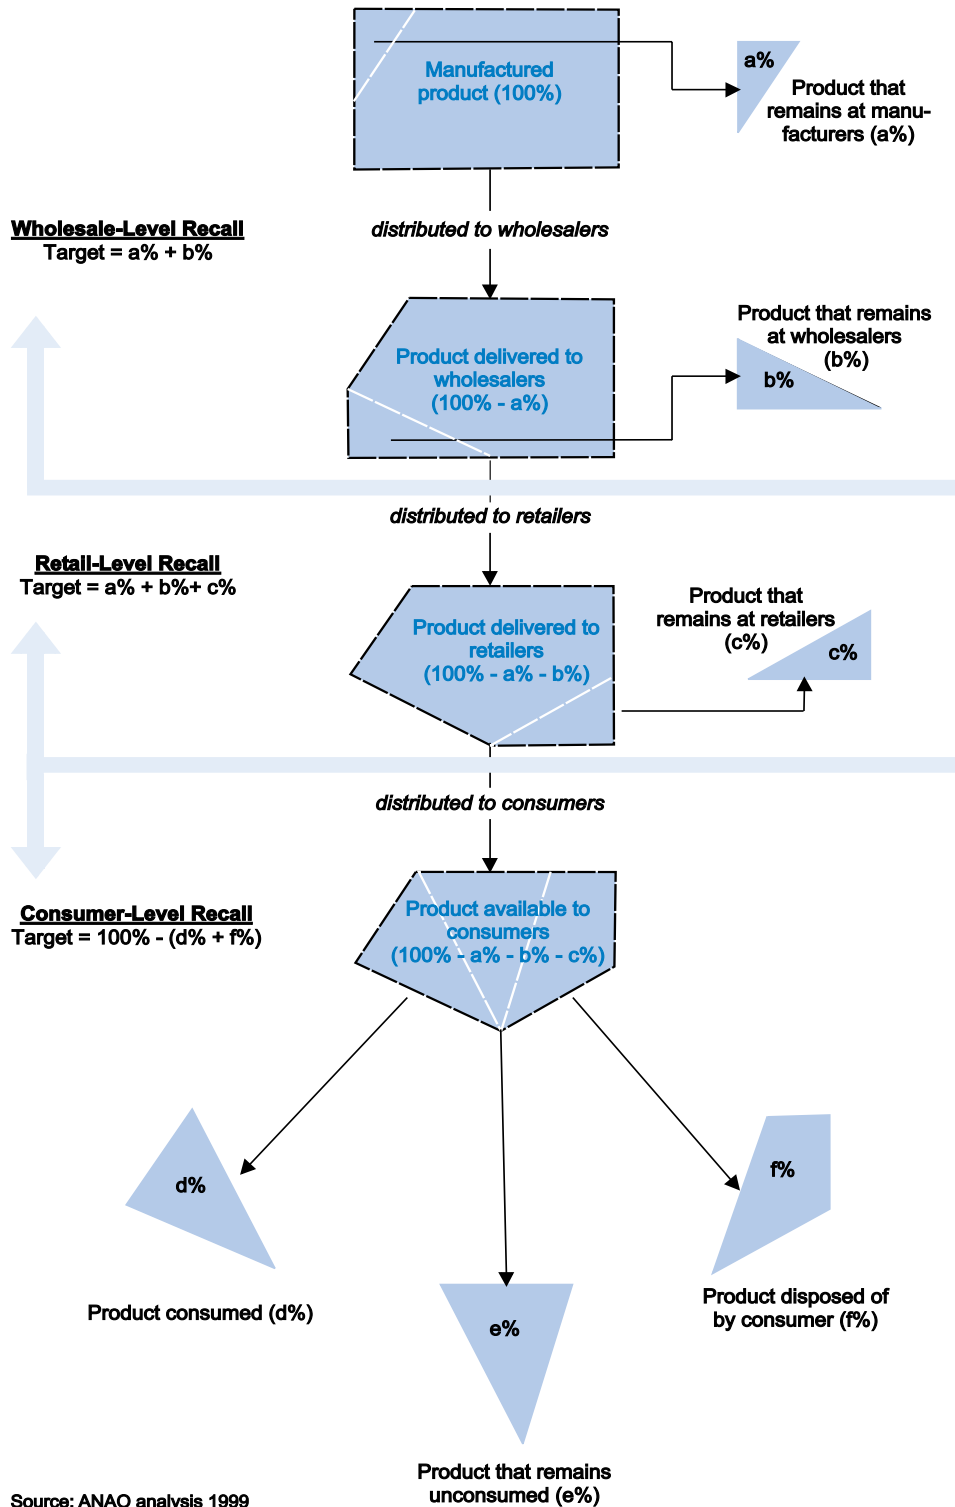 Manufactured
product (100%)
a%
Product that
remains at manu-
facturers (a%)
distributed to wholesalers
Wholesale-Level Recall
Target = a% + b%
Product delivered to
wholesalers
(100% - a%)
Product that remains
at wholesalers
(b%)
b%
distributed to retailers
Retail-Level Recall
Target = a% + b%+ c%
Product delivered to
retailers
(100% - a% - b%)
Product that
remains at retailers
(c%)
c%
distributed to consumers
Consumer-Level Recall
Target = 100% - (d% + f%)
Product available to
consumers
(100% - a% - b% - c%)
d%
Product consumed (d%)
e%
Product that remains
unconsumed (e%)
f%
Product disposed of
by consumer (f%)
Source: ANAO analysis 1999